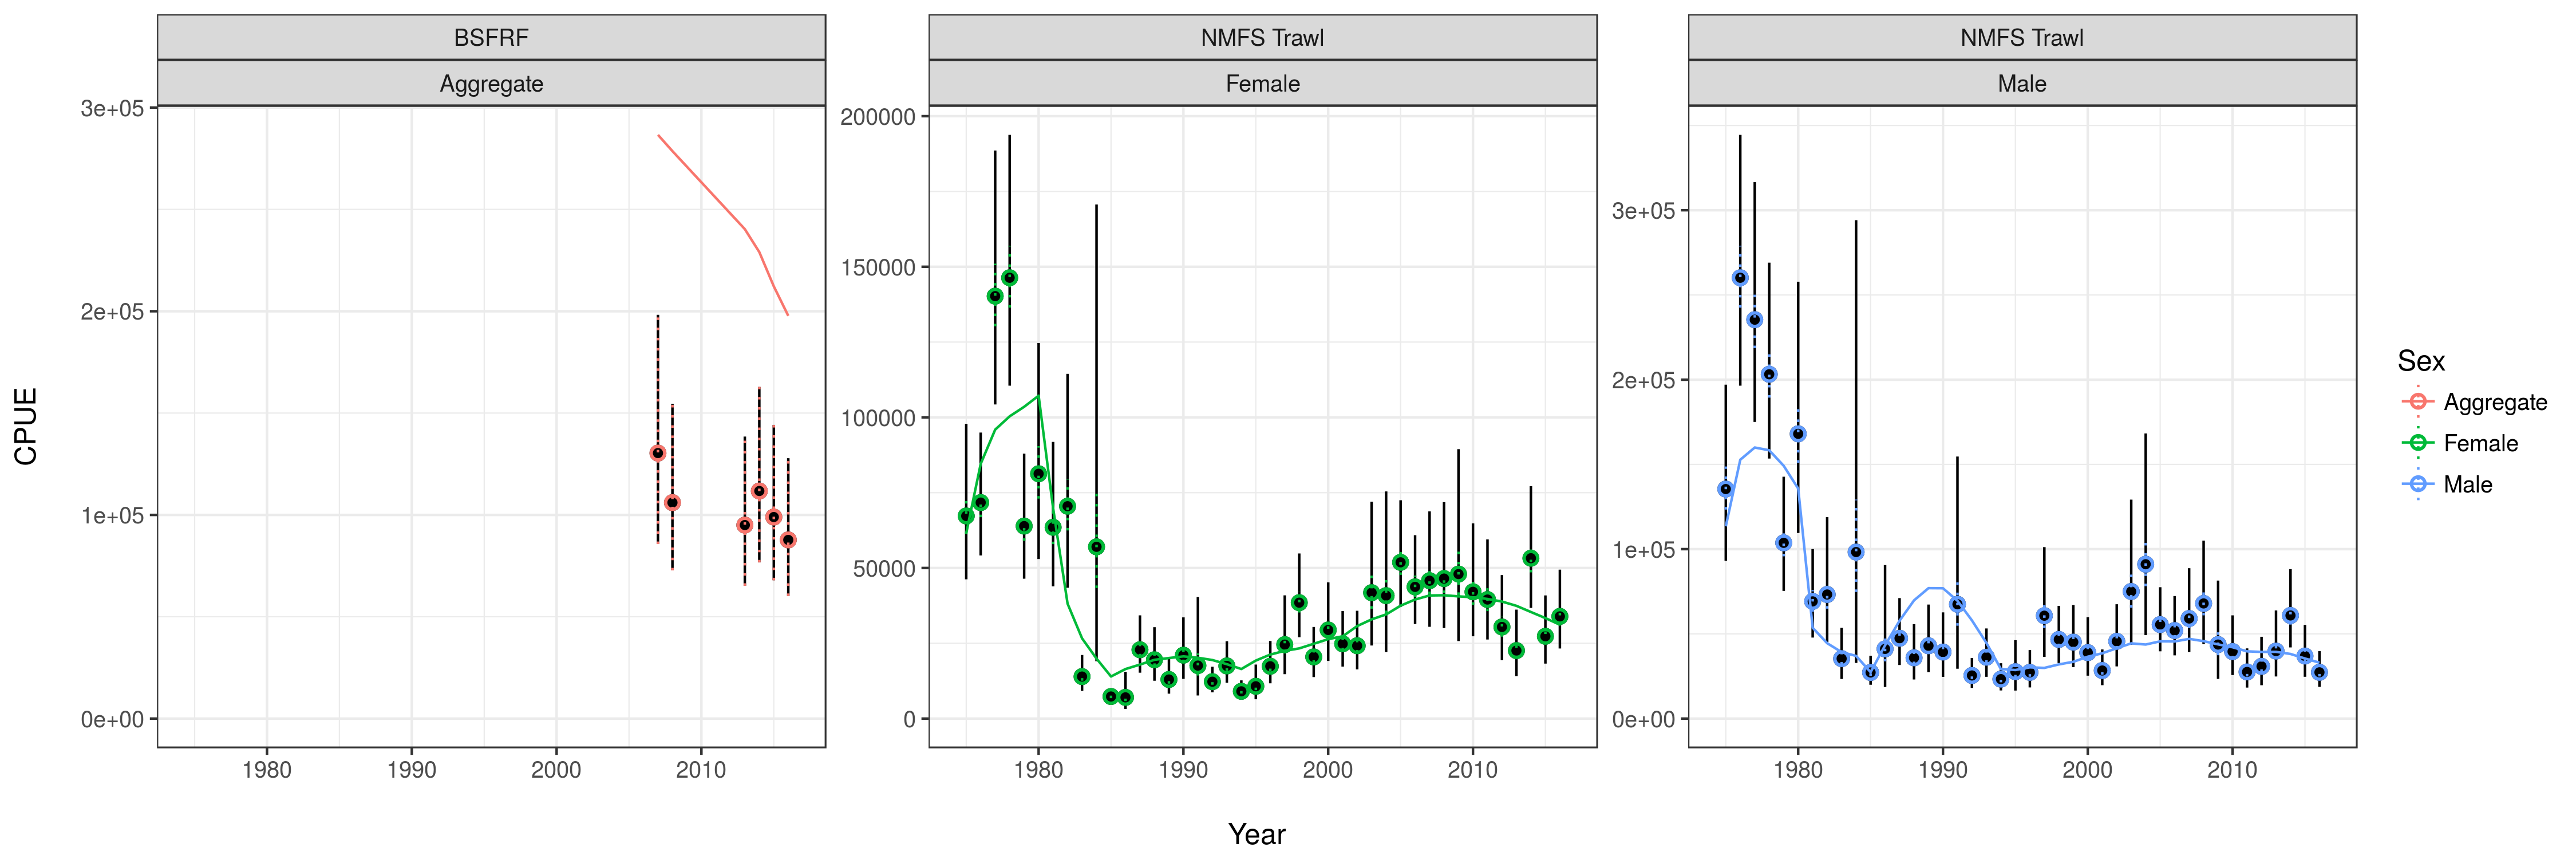 BSFRF
Aggregate
NMFS Trawl
Female
NMFS Trawl
Male
CPUE
3e+05
2e+05
1e+05
0e+00
200000
150000
100000
50000
0
3e+05
2e+05
1e+05
0e+00
1980 1990 2000 2010
1980 1990 2000 2010
1980 1990 2000 2010
Year
Sex
Aggregate
Female
Male